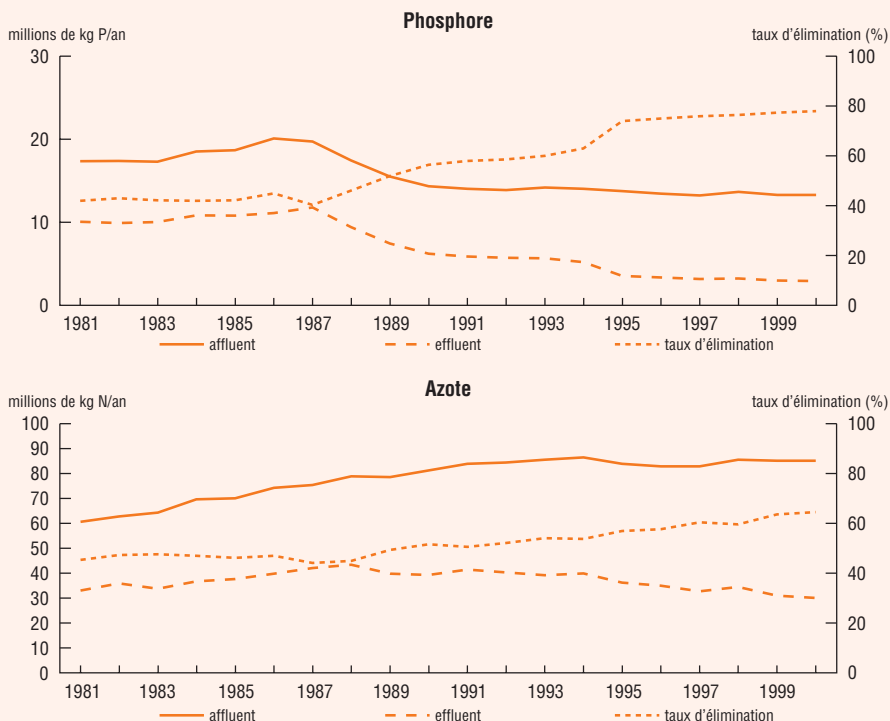 Phosphore
millions de kg P/an taux d'élimination (%)
30 100
80
20
60
40
10
20
0 0
1981 1983 1985 1987 1989 1991 1993 1995 1997 1999
affluent effluent taux d'élimination
Azote
millions de kg N/an taux d'élimination (%)
100 100
90
80 80
70
60 60
50
40 40
30
20 20
10
0 0
1981 1983 1985 1987 1989 1991 1993 1995 1997 1999
affluent effluent taux d'élimination